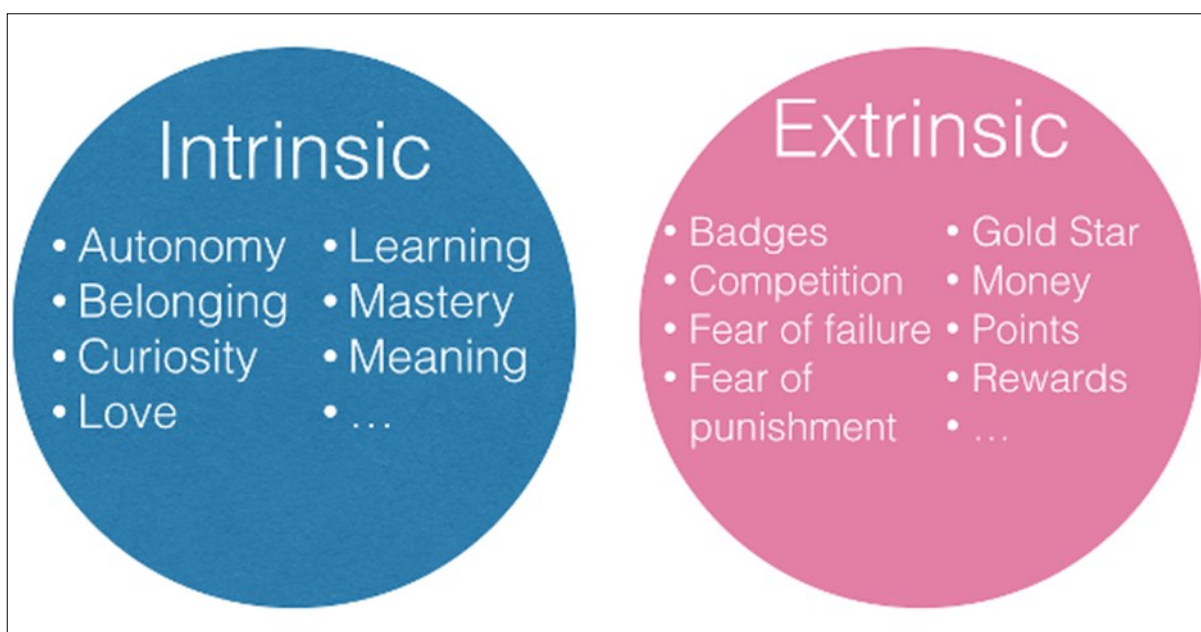 Intrinsic
• Autonomy
• Belonging
• Curiosity
• Love
• Learning
• Mastery
• Meaning
• ...
Extrinsic
• Badges
• Competition
• Fear of failure
• Fear of
punishment
• Gold Star
• Money
• Points
• Rewards
• ...